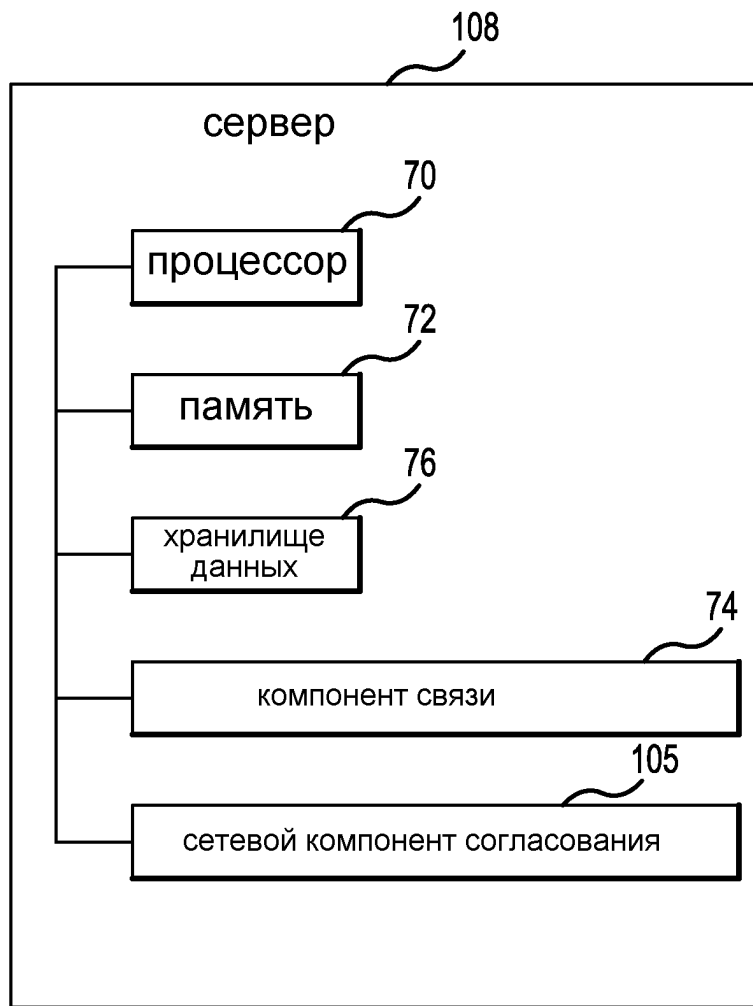 108
сервер
70
процессор
72
память
76
хранилище
данных
74
компонент связи
105
сетевой компонент согласования